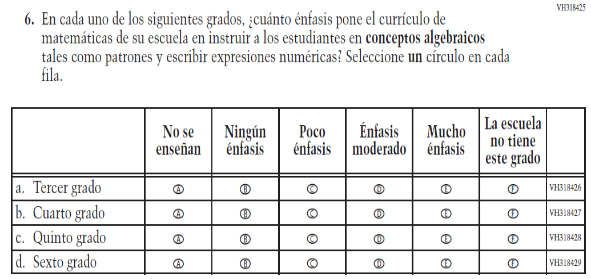 VH318425
6. En cada uno de los siguientes grados, ¿cuánto énfasis pone el currículo de
matemáticas de su escuela en instruir a los estudiantes en conceptos algebraicos
tales como patrones y escribir expresiones numéricas? Seleccione un círculo en cada
fila.
No se enseñan Ningún énfasis Poco énfasis Énfasis moderado Mucho énfasis La escuela no tiene este grado
a. Tercer grado A B C D E F VH318426
b. Cuarto grado A B C D E F VH318427
c. Quinto grado A B C D E F VH318428
d. Sexto grado A B C D E F VH318429